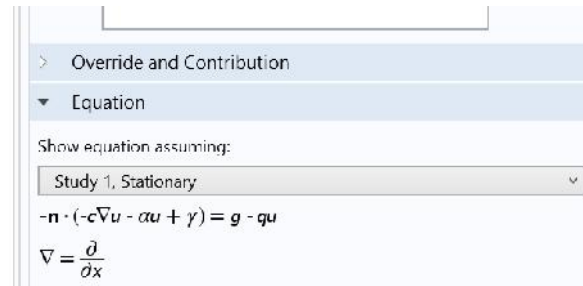 Override and Contribution
Equation
Show equation assuming:
Study 1, Stationary
-n · (-c∇u - αu + γ) = g - qu
∇ = ∂/∂x